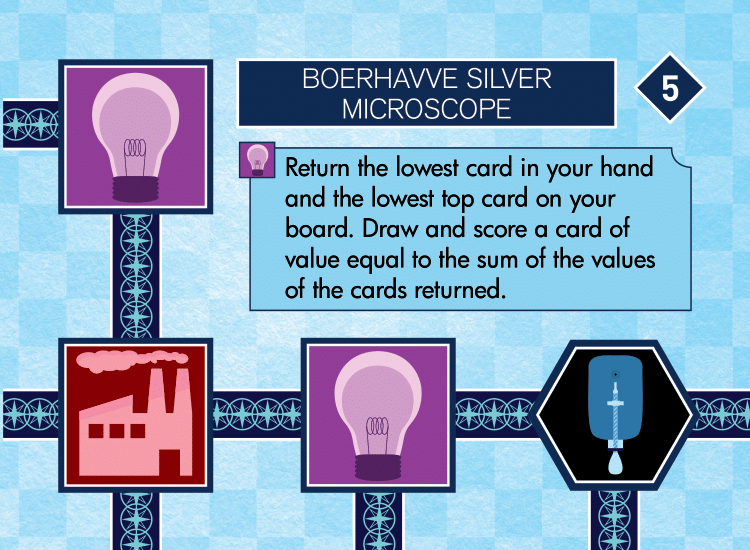 BOERHAVVE SILVER
MICROSCOPE
5
Return the lowest card in your hand
and the lowest top card on your
board. Draw and score a card of
value equal to the sum of the values
of the cards returned.